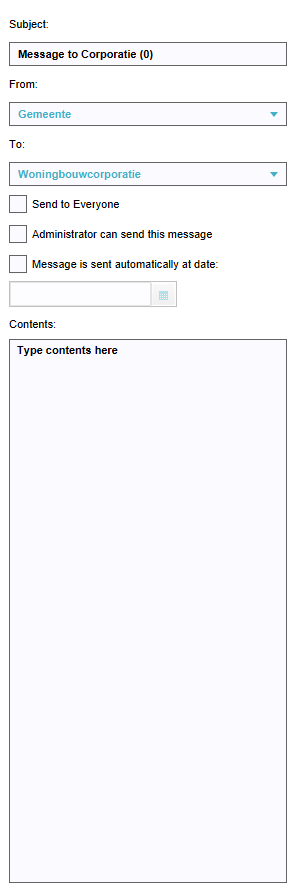 Subject:
Message to Corporatie (0)
From:
Gemeente
To:
Woningbouwcorporatie
Send to Everyone
Administrator can send this message
Message is sent automatically at date:
Contents:
Type contents here